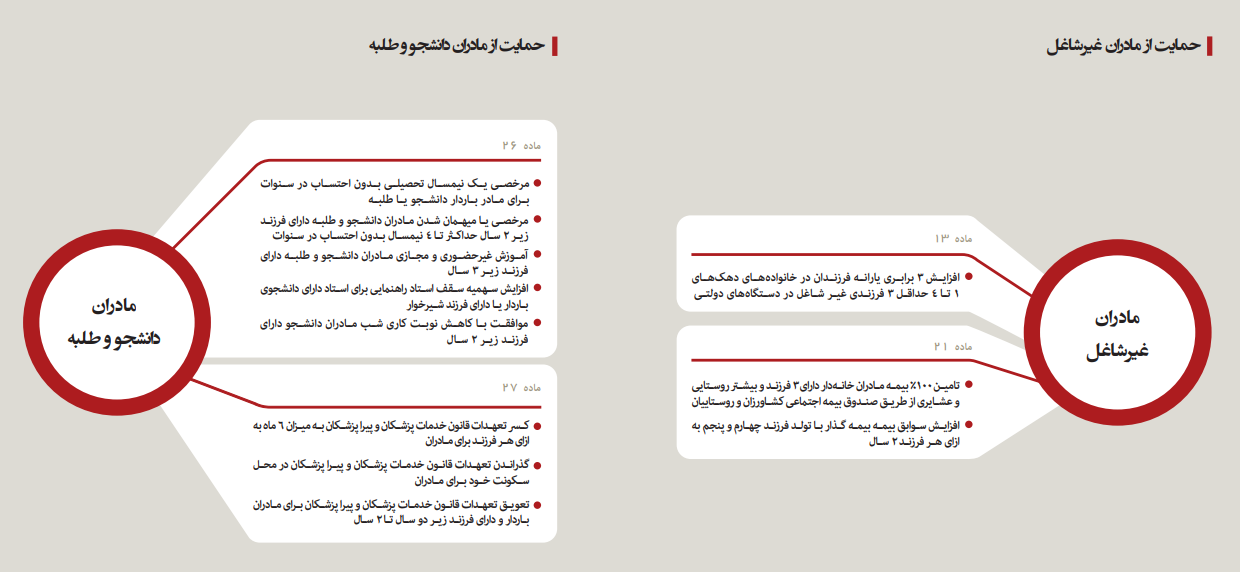 حمایت از مادران غیرشاغل
مادران
غیرشاغل
ماده ۱۳
افزایش ۳ برابری یارانه فرزندان در خانواده‌های دهک‌های
۱ تا ٤ حداقل ۳ فرزندی غیر شاغل در دستگاه‌های دولتی
ماده ۲۱
تامین ۱۰۰٪ بیمه مادران خانه‌دار دارای ۳ فرزند و بیشتر روستایی
و عشایری از طریق صندوق بیمه اجتماعی کشاورزان و روستاییان
افزایش سوابق بیمه بیمه گذار با تولد فرزند چهارم و پنجم به
ازای هر فرزند ۲ سال
حمایت از مادران دانشجو و طلبه
مادران
دانشجو و طلبه
ماده ۲۶
مرخصی یک نیمسال تحصیلی بدون احتساب در سنوات
برای مادر باردار دانشجو یا طلبه
مرخصی یا میهمان شدن مادران دانشجو و طلبه دارای فرزند
زیر ۲ سال حداکثر تا ٤ نیمسال بدون احتساب در سنوات
آموزش غیرحضوری و مجازی مادران دانشجو و طلبه دارای
فرزند زیر ۳ سال
افزایش سهمیه سقف استاد راهنمایی برای استاد دارای دانشجوی
باردار یا دارای فرزند شیرخوار
موافقت با کاهش نوبت کاری شب مادران دانشجو دارای
فرزند زیر ۲ سال
ماده ۲۷
کسر تعهدات قانون خدمات پزشکان و پیرا پزشکان به میزان ٦ ماه به
ازای هر فرزند برای مادران
گذراندن تعهدات قانون خدمات پزشکان و پیرا پزشکان در محل
سکونت خود برای مادران
تعویق تعهدات قانون خدمات پزشکان و پیرا پزشکان برای مادران
باردار و دارای فرزند زیر دو سال تا ۲ سال